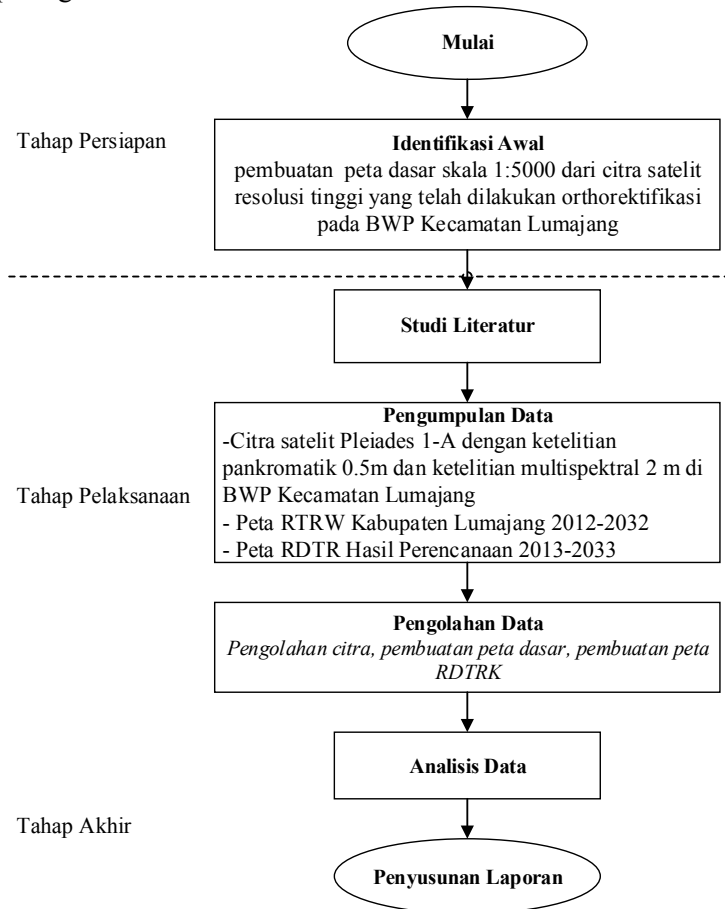 Mulai
Tahap Persiapan
Identifikasi Awal
pembuatan peta dasar skala 1:5000 dari citra satelit
resolusi tinggi yang telah dilakukan orthorektifikasi
pada BWP Kecamatan Lumajang
Studi Literatur
Pengumpulan Data
-Citra satelit Pleiades 1-A dengan ketelitian
pankromatik 0.5m dan ketelitian multispektral 2 m di
BWP Kecamatan Lumajang
- Peta RTRW Kabupaten Lumajang 2012-2032
- Peta RDTR Hasil Perencanaan 2013-2033
Tahap Pelaksanaan
Pengolahan Data
Pengolahan citra, pembuatan peta dasar, pembuatan peta
RDTRK
Analisis Data
Tahap Akhir
Penyusunan Laporan